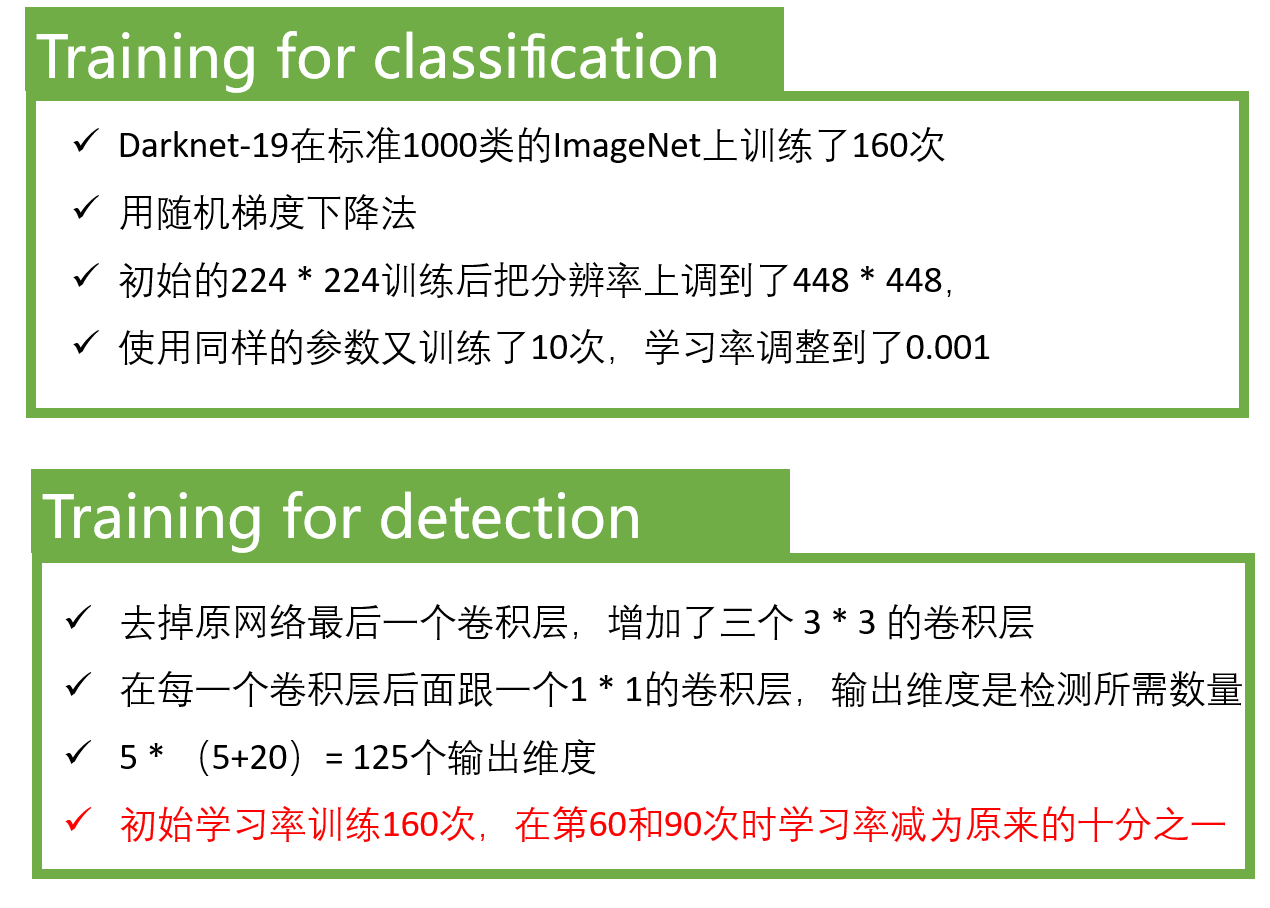 Training for classification
✓ Darknet-19在标准1000类的ImageNet上训练了160次
✓ 用随机梯度下降法
✓ 初始的224 * 224训练后把分辨率上调到了448 * 448，
✓ 使用同样的参数又训练了10次，学习率调整到了0.001
Training for detection
✓ 去掉原网络最后一个卷积层，增加了三个 3 * 3 的卷积层
✓ 在每一个卷积层后面跟一个1 * 1的卷积层，输出维度是检测所需数量
✓ 5 * （5+20）= 125个输出维度
✓ 初始学习率训练160次，在第60和90次时学习率减为原来的十分之一